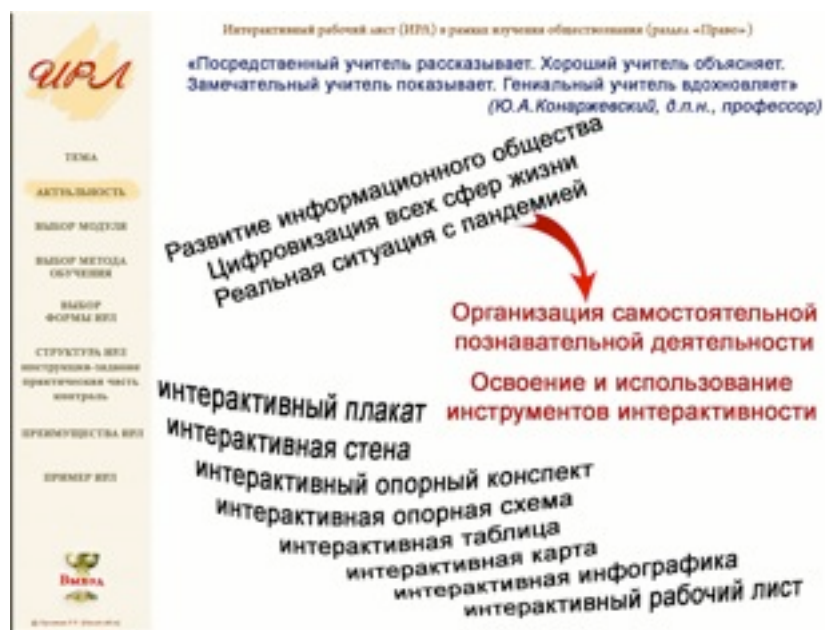 Интерактивный рабочий лист (ИРЛ) в рамках изучения обществознания (раздел «Право»)
«Посредственный учитель рассказывает. Хороший учитель объясняет.
Замечательный учитель показывает. Гениальный учитель вдохновляет»
(Ю.А.Конаржевский, д.п.н., профессор)
ИРЛ
ТЕМА
АКТУАЛЬНОСТЬ
ВЫБОР МОДУЛЯ
ВЫБОР МЕТОДА
ОБУЧЕНИЯ
ВЫБОР
ФОРМЫ ИРЛ
СТРУКТУРА ИРЛ
инструкция-задание
практическая часть
контроль
ПРЕИМУЩЕСТВА ИРЛ
ПРИМЕР ИРЛ
Выход
Развитие информационного общества
Цифровизация всех сфер жизни
Реальная ситуация с пандемией
Организация самостоятельной
познавательной деятельности
Освоение и использование
инструментов интерактивности
интерактивный плакат
интерактивная стена
интерактивный опорный конспект
интерактивная опорная схема
интерактивная таблица
интерактивная карта
интерактивная инфографика
интерактивный рабочий лист